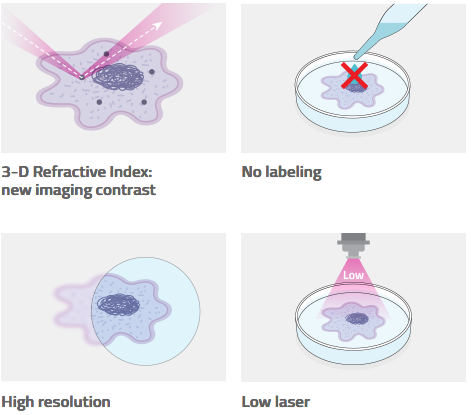 3-D Refractive Index:
new imaging contrast
No labeling
Low
High resolution
Low laser